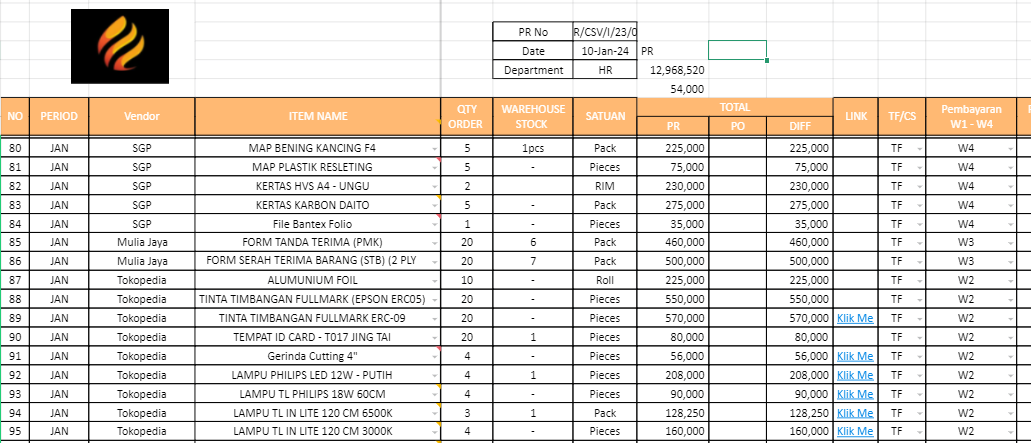 PR No R/CSV/I/23/0
Date 10-Jan-24 PR
Department HR 12,968,520
54,000
NO PERIOD Vendor ITEM NAME QTY ORDER WAREHOUSE STOCK SATUAN TOTAL LINK TF/CS Pembayaran W1 - W4
PR PO DIFF
80 JAN SGP MAP BENING KANCING F4 5 1pcs Pack 225,000 225,000 TF W4
81 JAN SGP MAP PLASTIK RESLETING 5 - Pieces 75,000 75,000 TF W4
82 JAN SGP KERTAS HVS A4 - UNGU 2 RIM 230,000 230,000 TF W4
83 JAN SGP KERTAS KARBON DAITO 5 - Pack 275,000 275,000 TF W4
84 JAN SGP File Bantex Folio 1 - Pieces 35,000 35,000 TF W4
85 JAN Mulia Jaya FORM TANDA TERIMA (PMK) 20 6 Pack 460,000 460,000 TF W3
86 JAN Mulia Jaya FORM SERAH TERIMA BARANG (STB) (2 PLY 20 7 Pack 500,000 500,000 TF W3
87 JAN Tokopedia ALUMUNIUM FOIL 10 - Roll 225,000 225,000 TF W2
88 JAN Tokopedia TINTA TIMBANGAN FULLMARK (EPSON ERC05) 20 - Pieces 550,000 550,000 TF W2
89 JAN Tokopedia TINTA TIMBANGAN FULLMARK ERC-09 20 - Pieces 570,000 570,000 Klik Me TF W2
90 JAN Tokopedia TEMPAT ID CARD - T017 JING TAI 20 1 Pieces 80,000 80,000 TF W2
91 JAN Tokopedia Gerinda Cutting 4" 4 - Pieces 56,000 56,000 Klik Me TF W2
92 JAN Tokopedia LAMPU PHILIPS LED 12W - PUTIH 4 1 Pieces 208,000 208,000 Klik Me TF W2
93 JAN Tokopedia LAMPU TL PHILIPS 18W 60CM 4 - Pieces 90,000 90,000 Klik Me TF W2
94 JAN Tokopedia LAMPU TL IN LITE 120 CM 6500K 3 1 Pack 128,250 128,250 Klik Me TF W2
95 JAN Tokopedia LAMPU TL IN LITE 120 CM 3000K 4 - Pieces 160,000 160,000 Klik Me TF W2